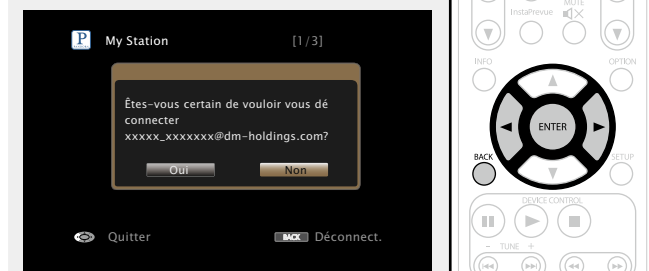 P
My Station [1/3]
Êtes-vous certain de vouloir vous dé
connecter
xxxxx_xxxxxxx@dm-holdings.com?
Oui Non
Quitter BACK Déconnect.
MUTE
InstaPrevue
INFO OPTION
ENTER
BACK SETUP
DEVICE CONTROL
- TUNE +